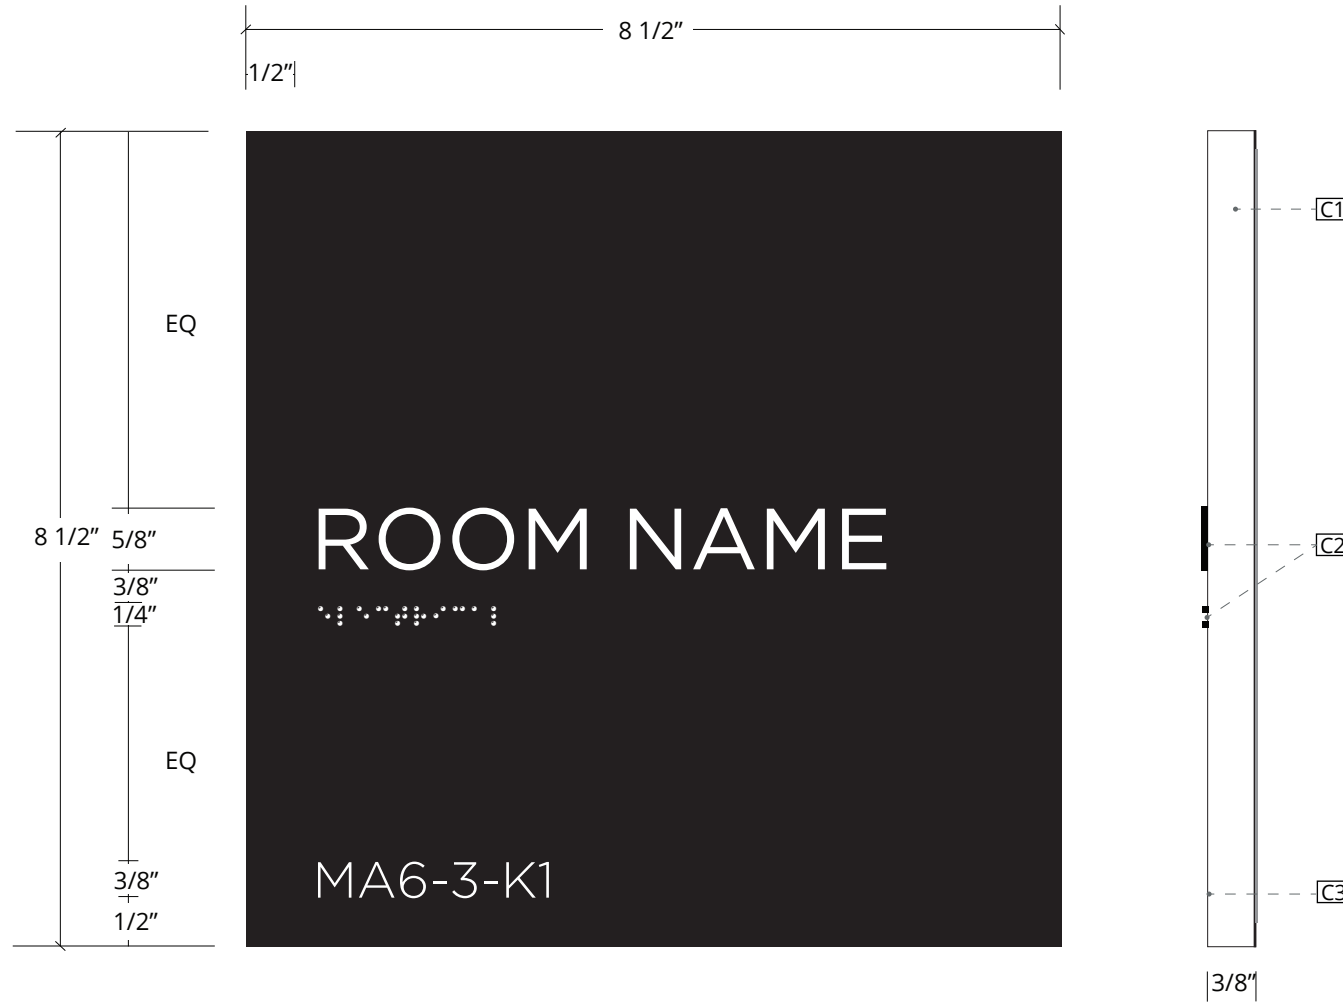 8 1/2”
1/2”
C1
EQ
8 1/2”
5/8”
ROOM NAME
C2
3/8”
1/4”
EQ
MA6-3-K1
3/8”
C3
1/2”
3/8”